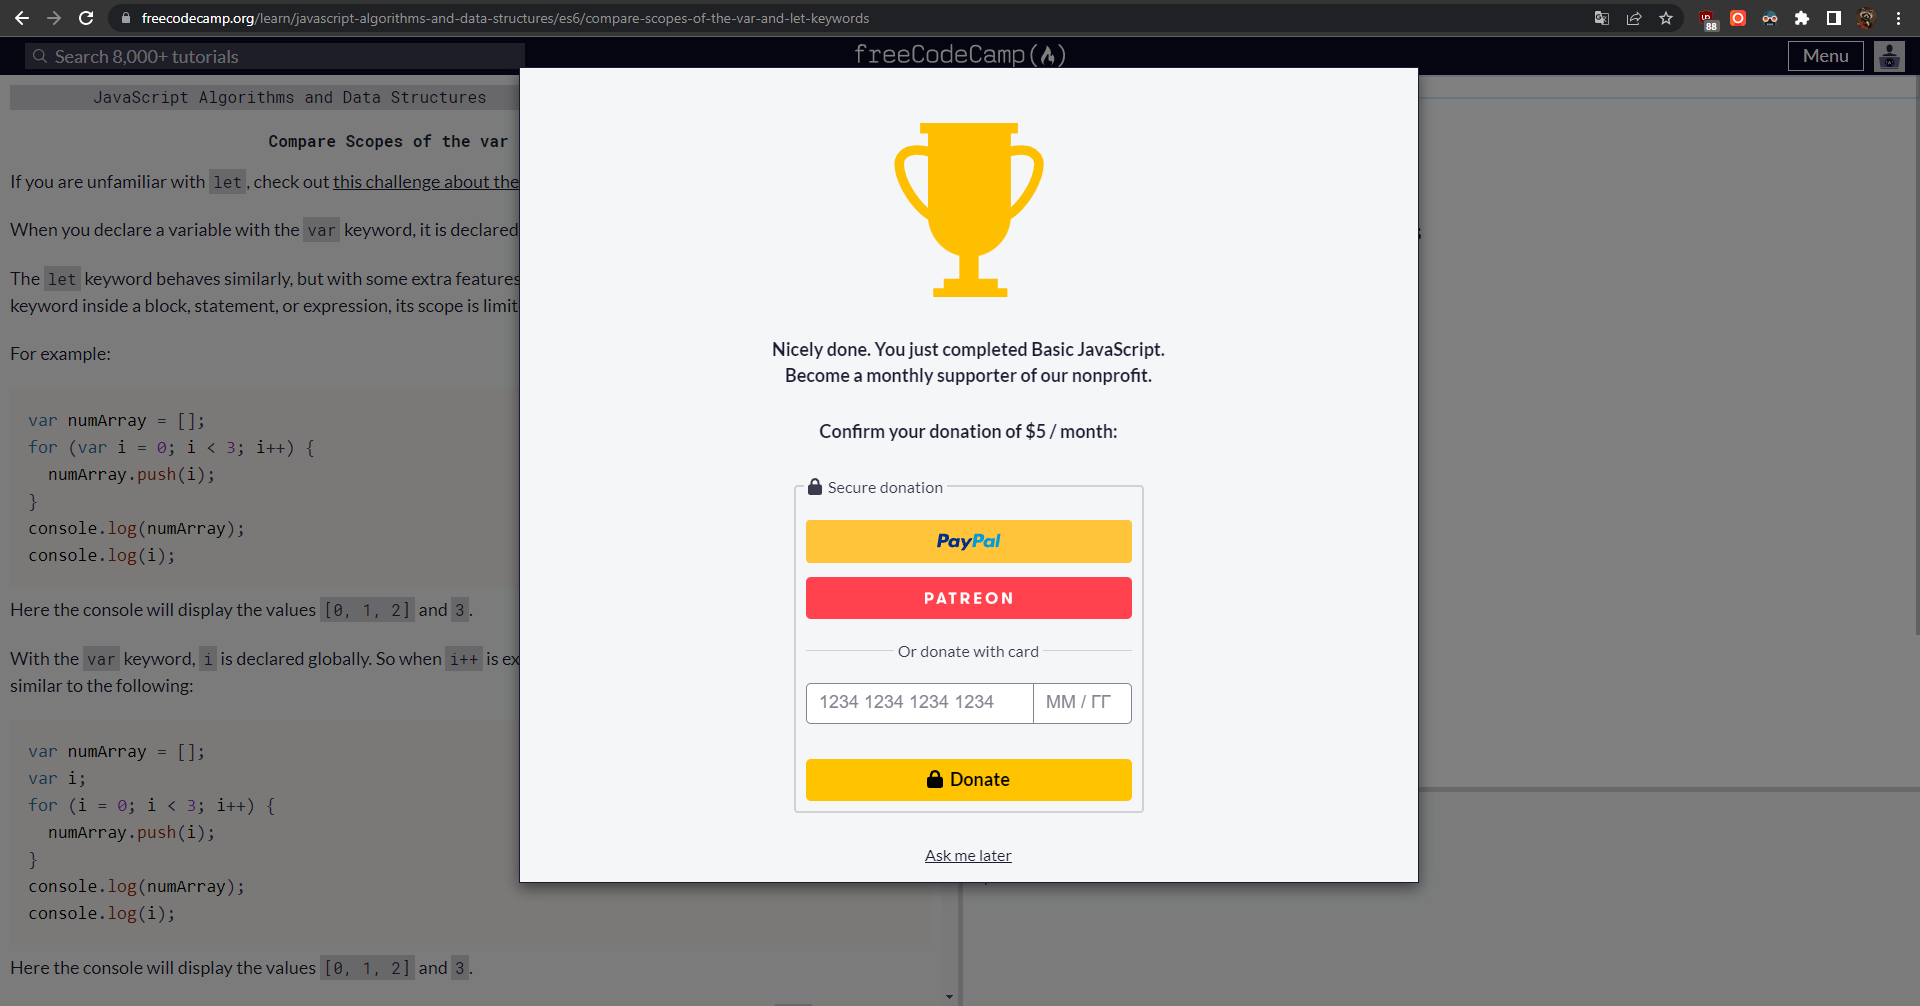 freecodecamp.org/learn/javascript-algorithms-and-data-structures/es6/compare-scopes-of-the-var-and-let-keywords
88
Search 8,000+ tutorials
freeCodeCamp
Menu
JavaScript Algorithms and Data Structures
Compare Scopes of the var
If you are unfamiliar with let, check out this challenge about the
When you declare a variable with the var keyword, it is declared
The let keyword behaves similarly, but with some extra features
keyword inside a block, statement, or expression, its scope is limit
For example:
var numArray = [];
for (var i = 0; i < 3; i++) {
numArray.push(i);
}
console.log(numArray);
console.log(i);
Here the console will display the values [0, 1, 2] and 3.
With the var keyword, i is declared globally. So when i++ is ex
similar to the following:
var numArray = [];
var i;
for (i = 0; i < 3; i++) {
numArray.push(i);
}
console.log(numArray);
console.log(i);
Here the console will display the values [0, 1, 2] and 3.
Nicely done. You just completed Basic JavaScript.
Become a monthly supporter of our nonprofit.
Confirm your donation of $5 / month:
Secure donation
PayPal
PATREON
Or donate with card
1234 1234 1234 1234
ММ / ГГ
Donate
Ask me later